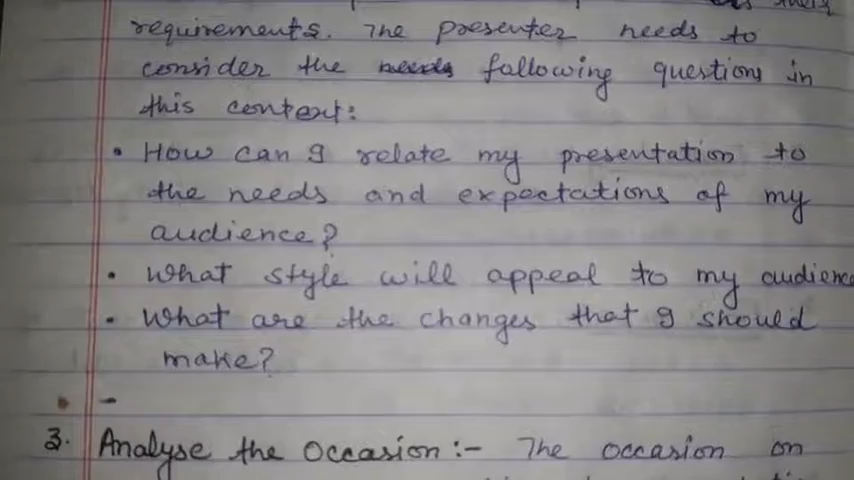 requirements. The presenter needs to
consider the needs following questions in
this context:
• How can I relate my presentation to
the needs and expectations of my
audience?
• What style will appeal to my audience
• What are the changes that I should
make?
-
3. Analyse the Occasion :- The occasion on